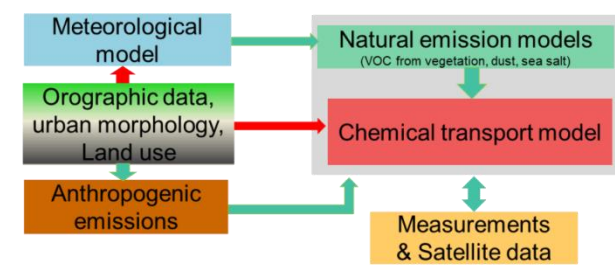 Meteorological
model
Natural emission models
(VOC from vegetation, dust, sea salt)
Orographic data,
urban morphology,
Land use
Chemical transport model
Anthropogenic
emissions
Measurements
& Satellite data